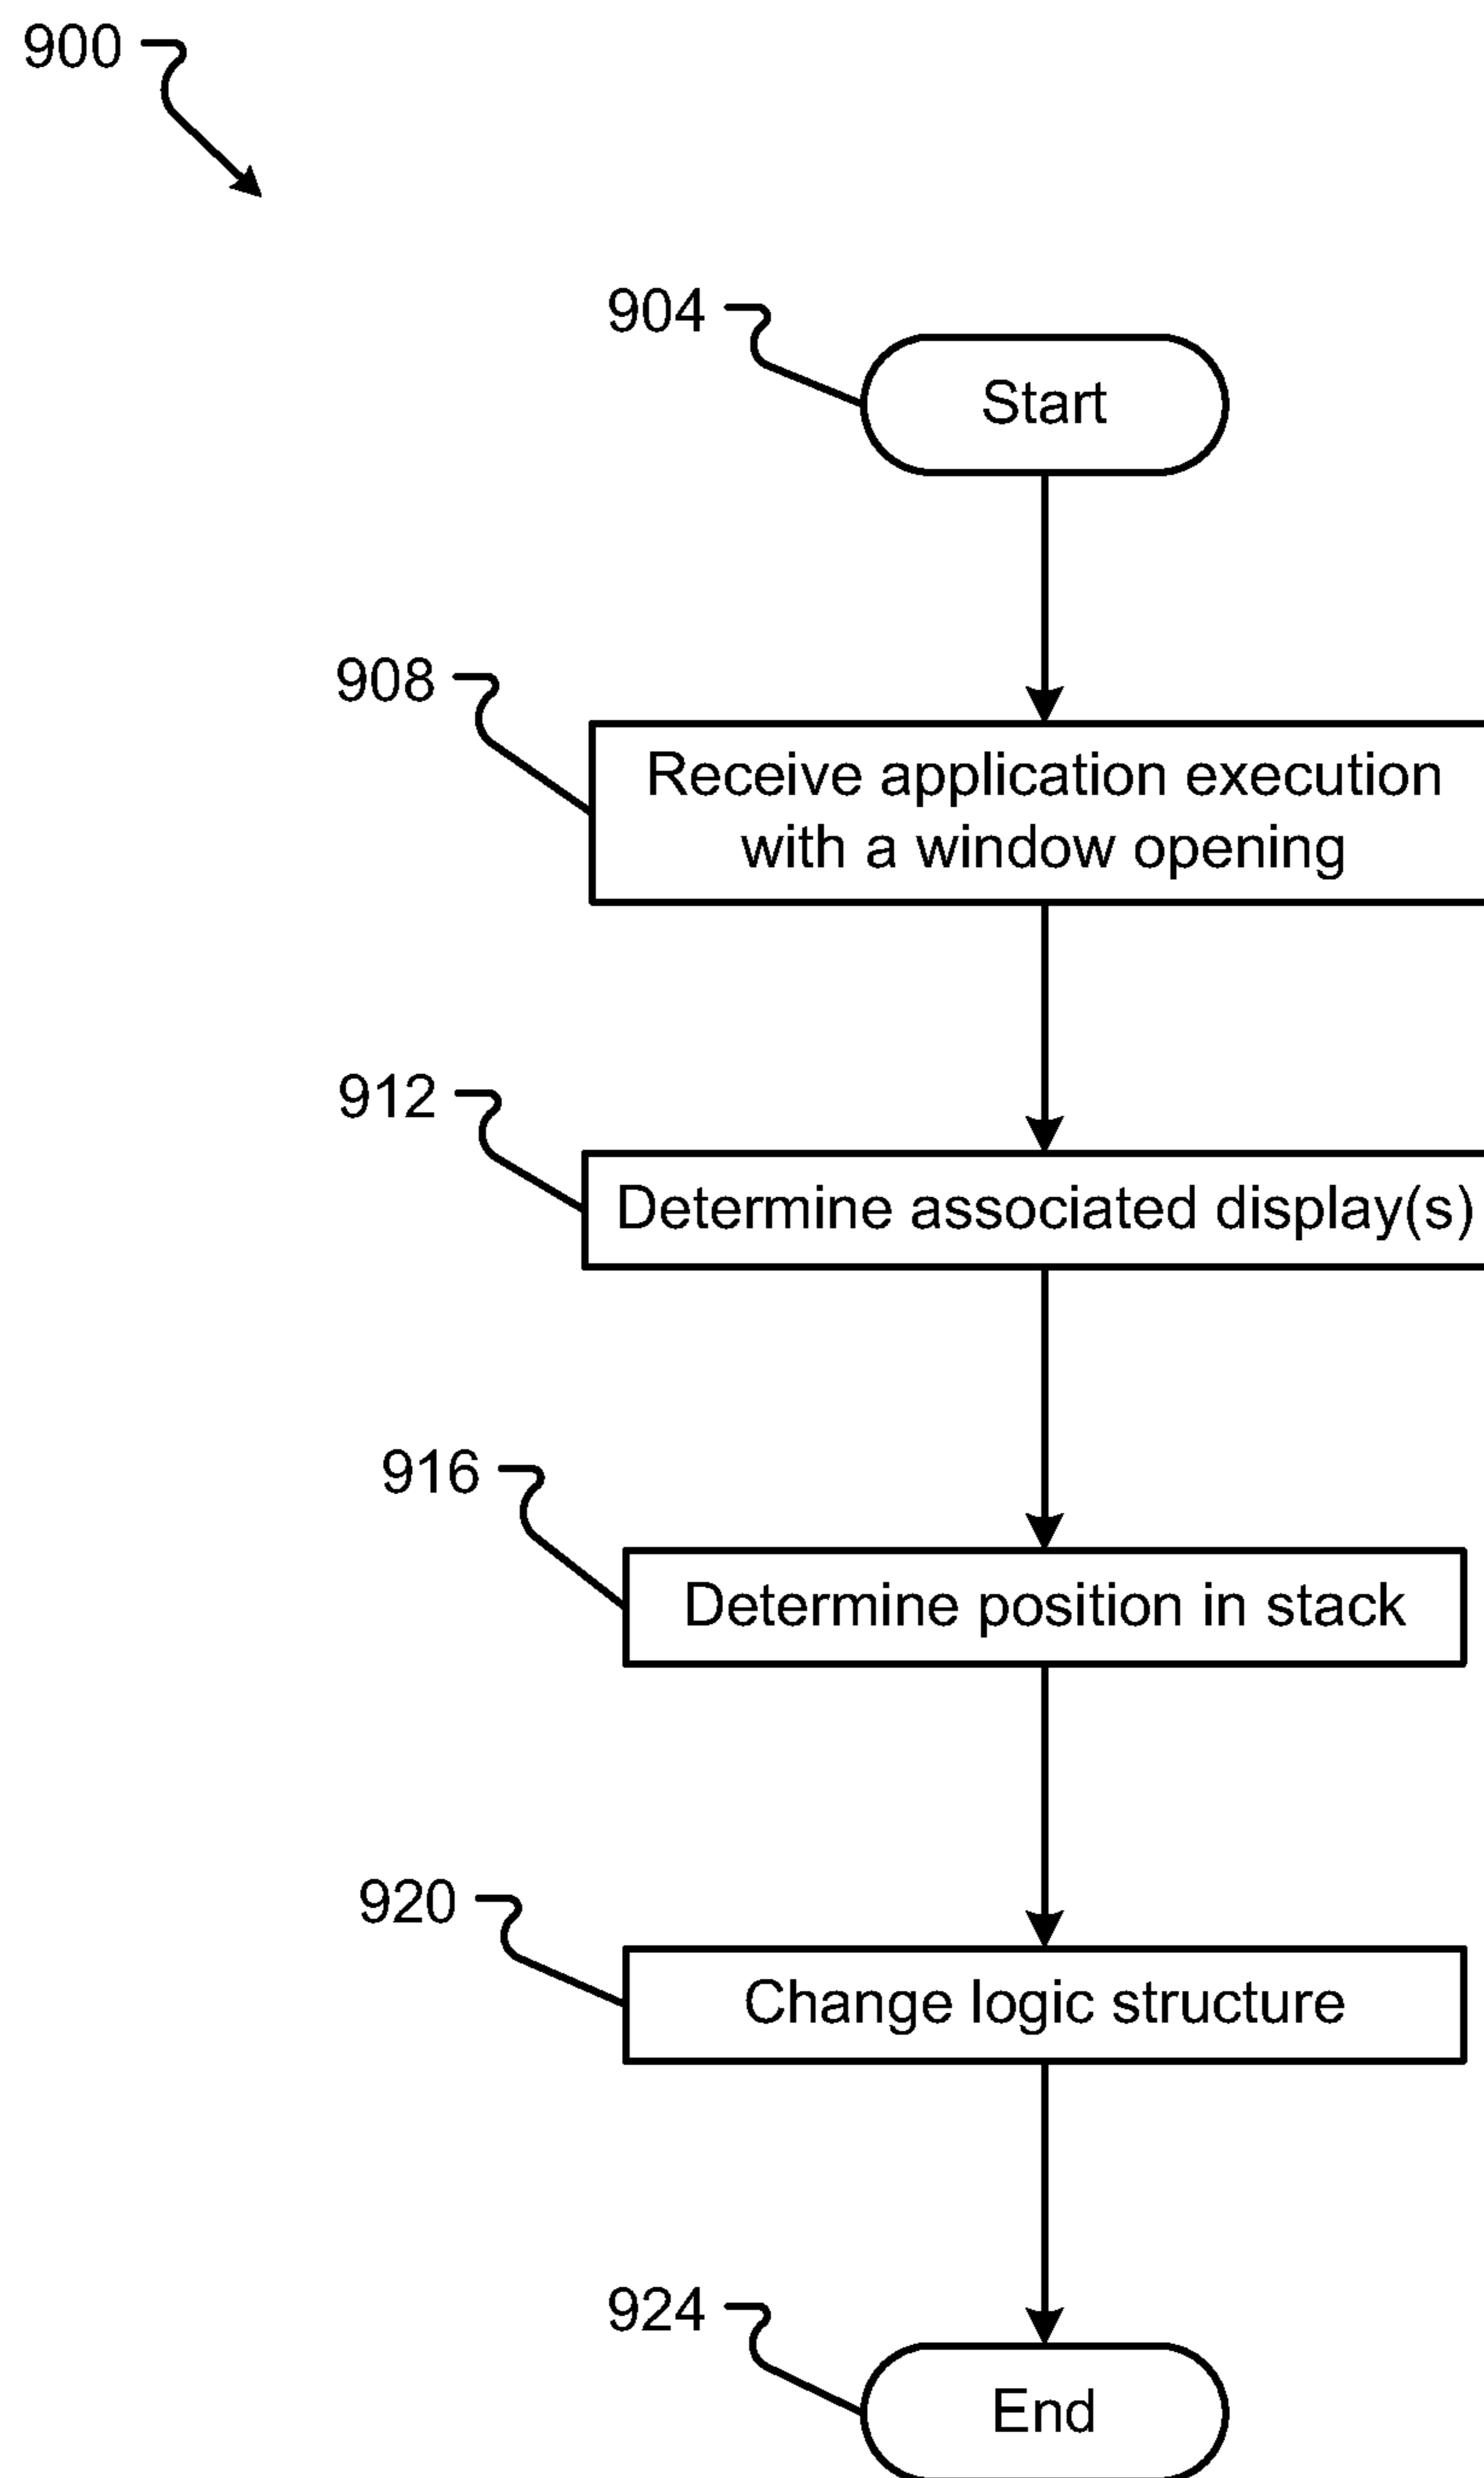 900
904
Start
908
Receive application execution
with a window opening
912
Determine associated display(s)
916
Determine position in stack
920
Change logic structure
924
End